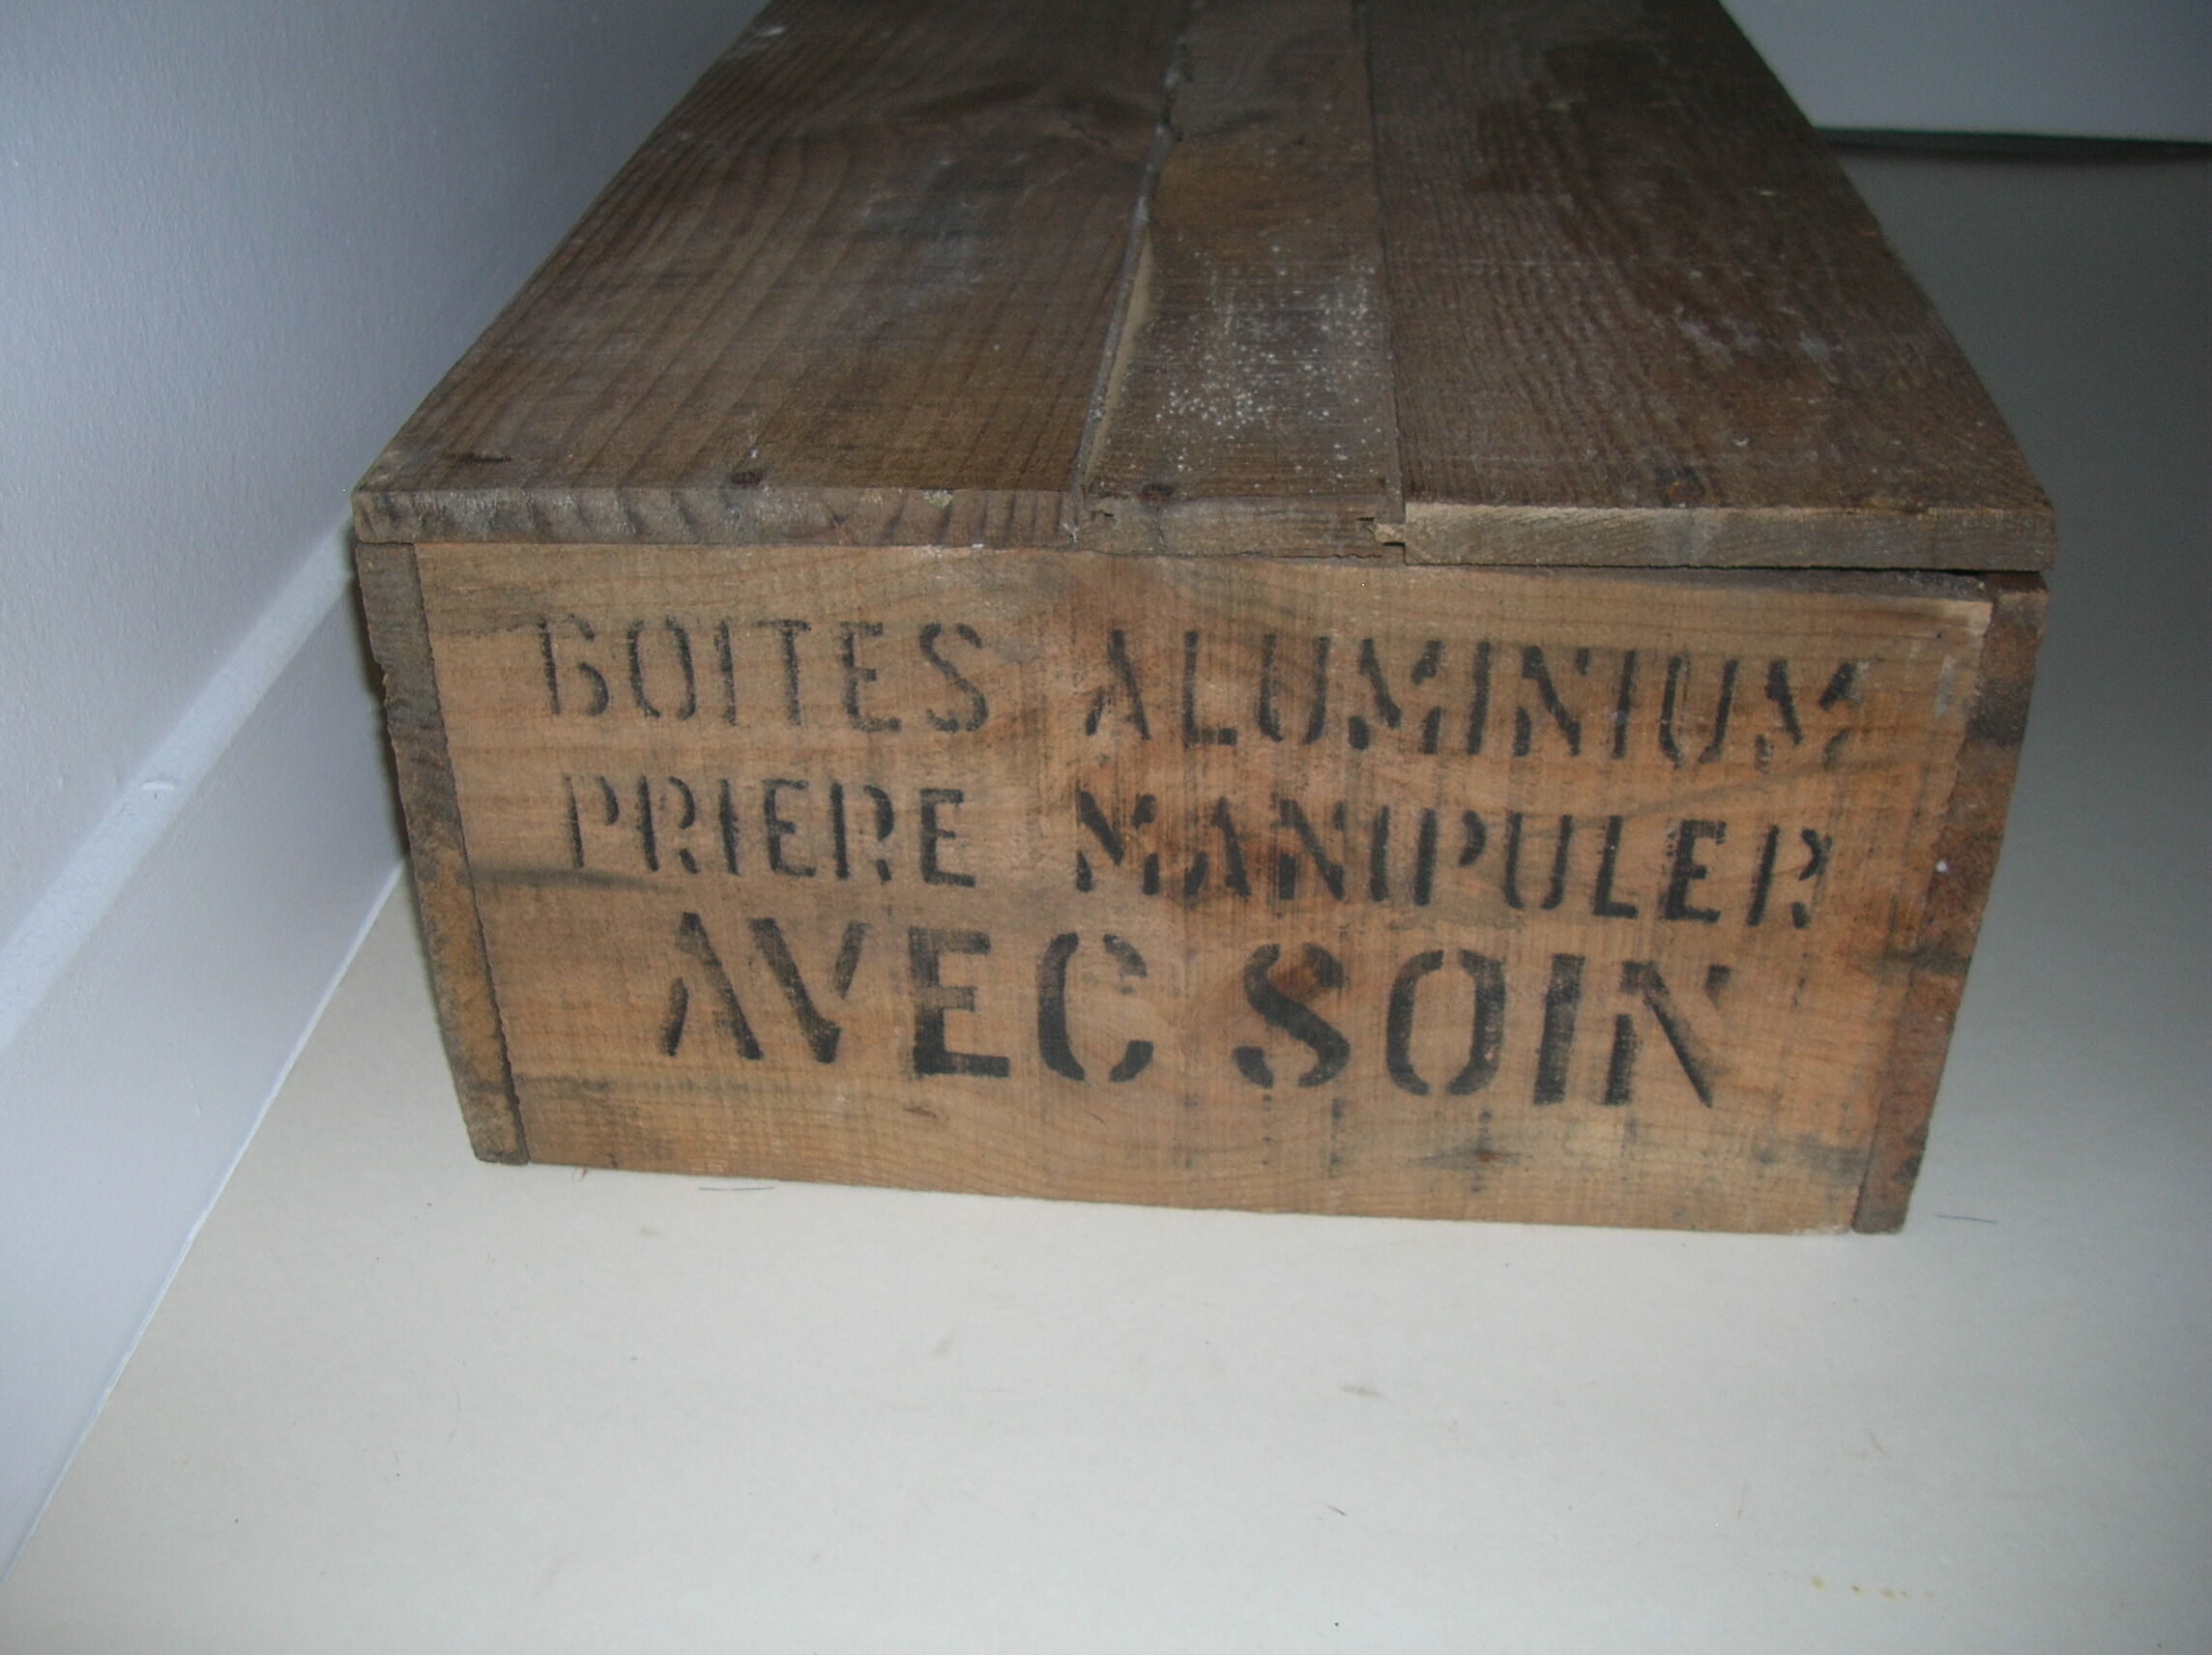 BOITES ALUMINIUM
PRIERE MANIPULER
AVEC SOIN